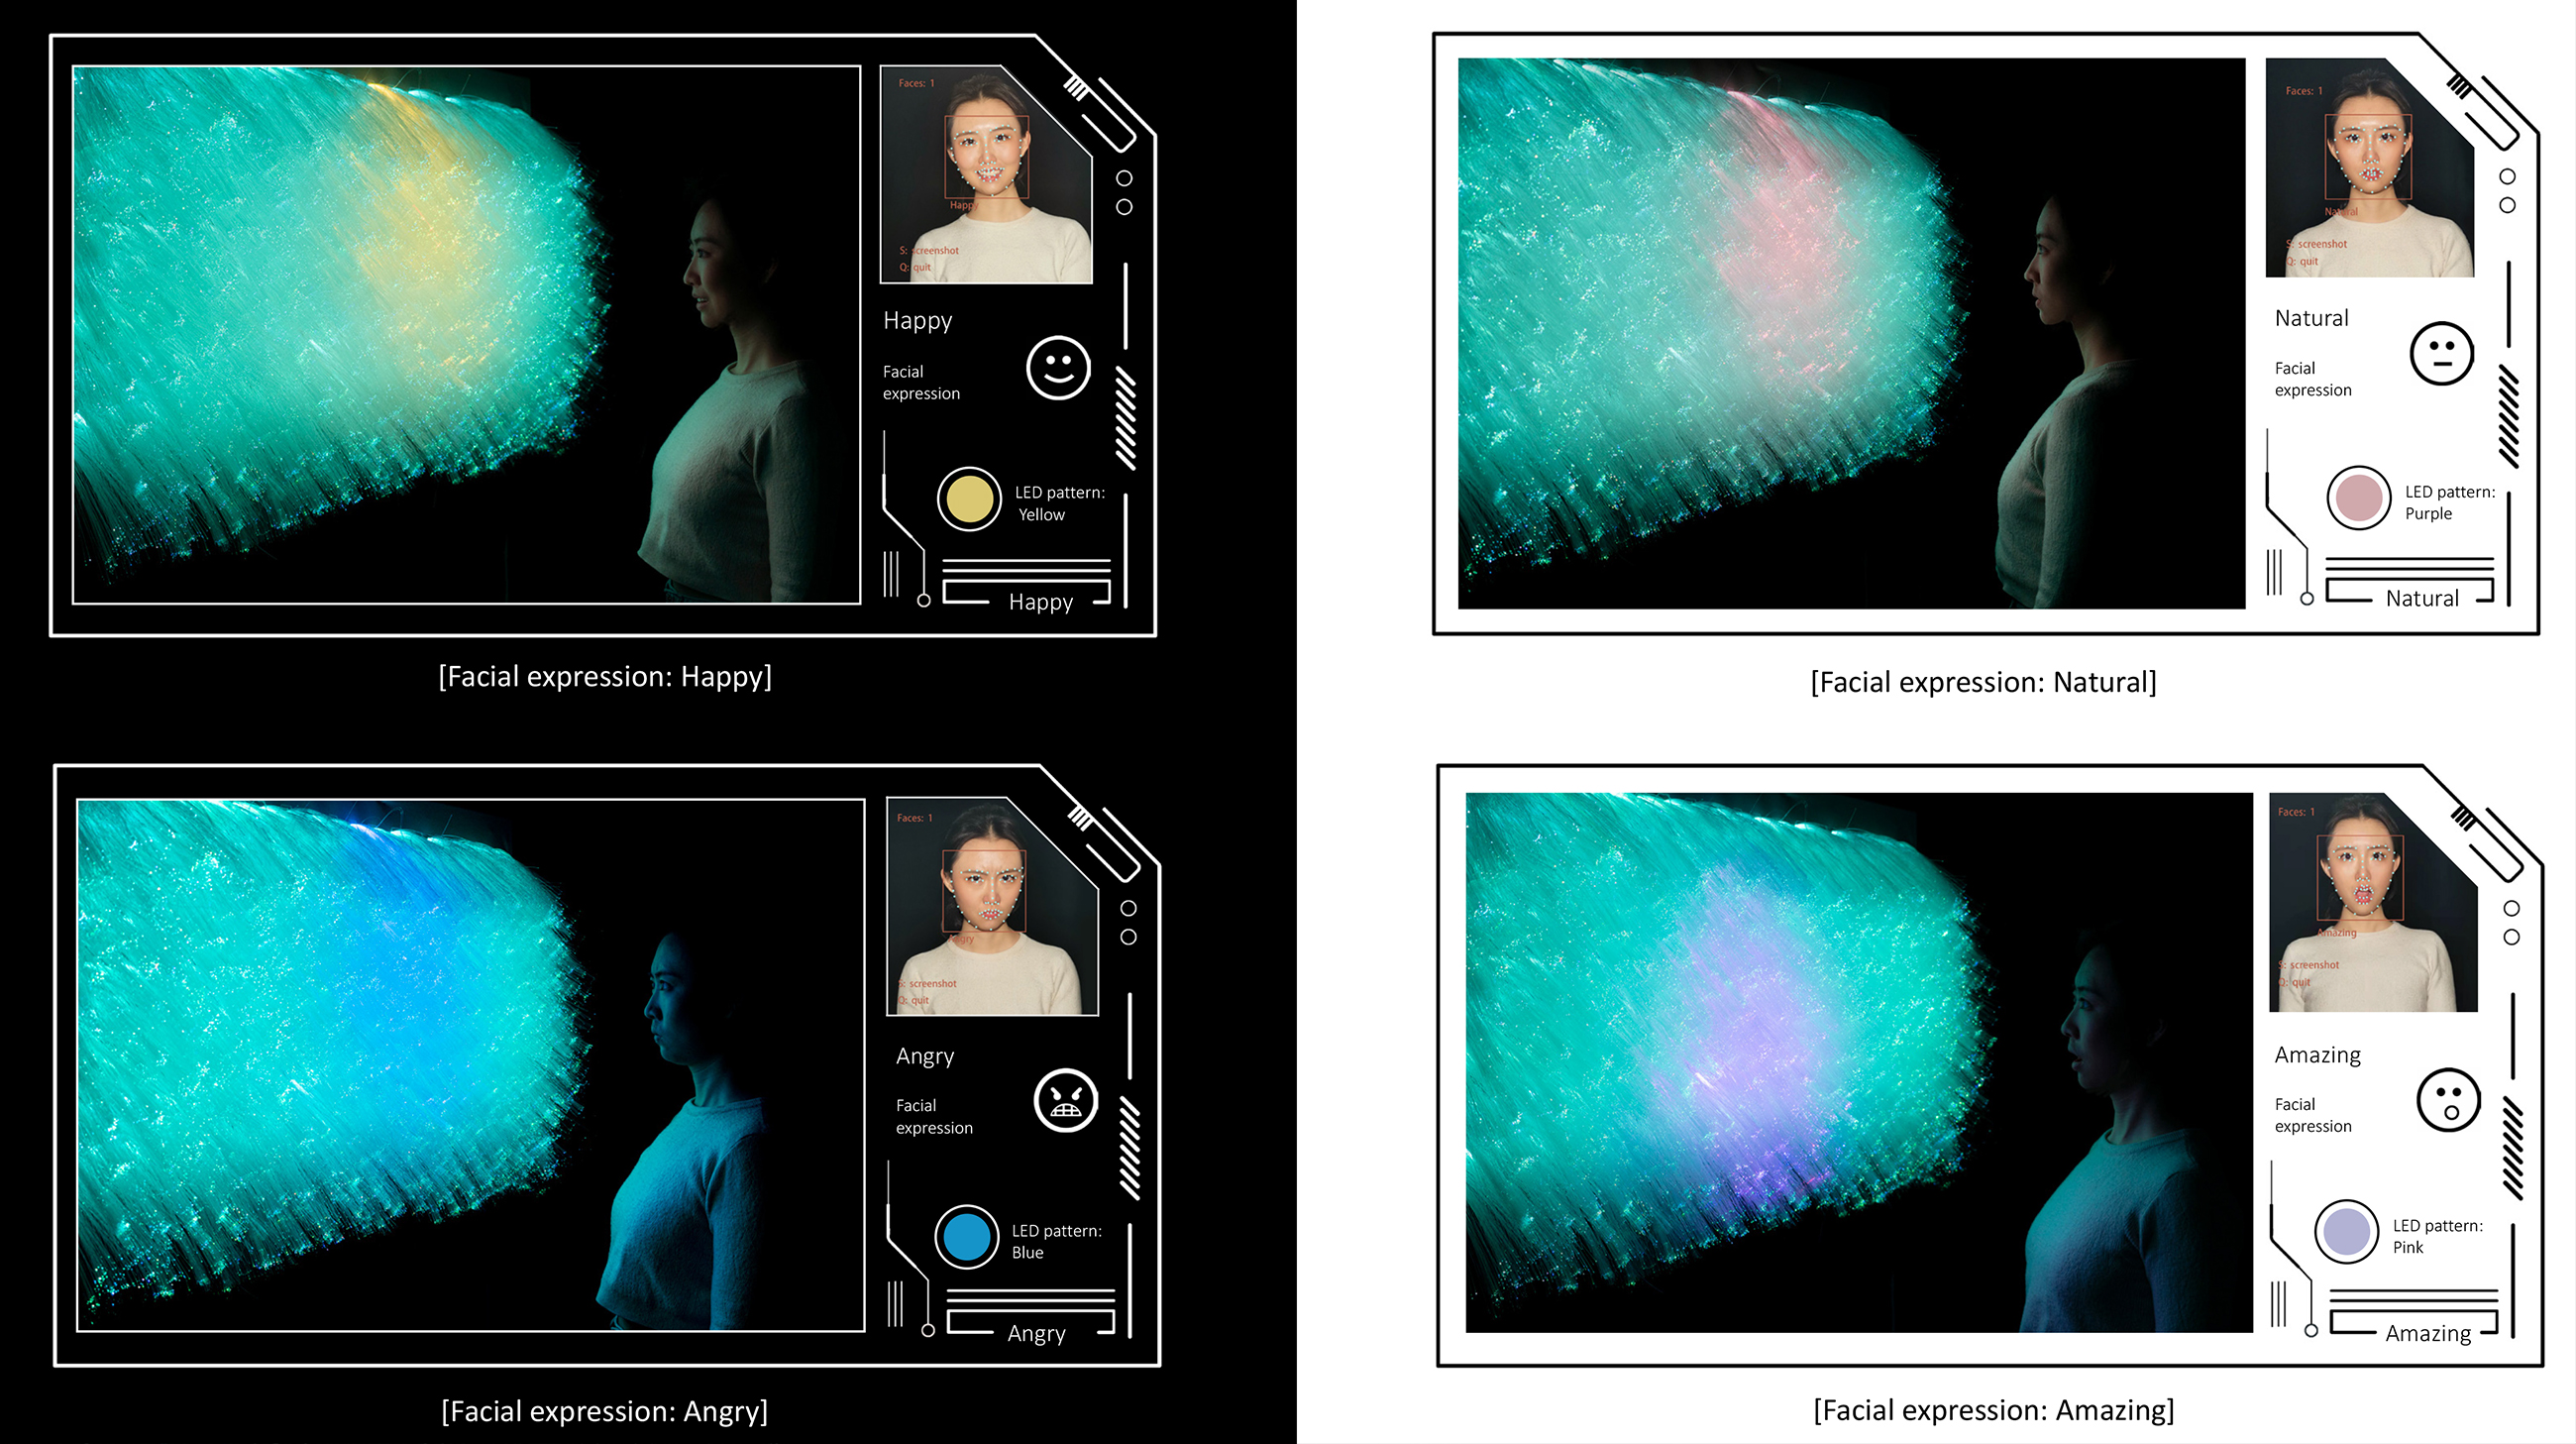 Faces: 1
Happy
S: screenshot
Q: quit
Happy
Facial
expression
LED pattern:
Yellow
Happy
[Facial expression: Happy]
Faces: 1
Natural
S: screenshot
Q: quit
Natural
Facial
expression
LED pattern:
Purple
Natural
[Facial expression: Natural]
Faces: 1
Angry
S: screenshot
Q: quit
Angry
Facial
expression
LED pattern:
Blue
Angry
[Facial expression: Angry]
Faces: 1
Amazing
S: screenshot
Q: quit
Amazing
Facial
expression
LED pattern:
Pink
Amazing
[Facial expression: Amazing]